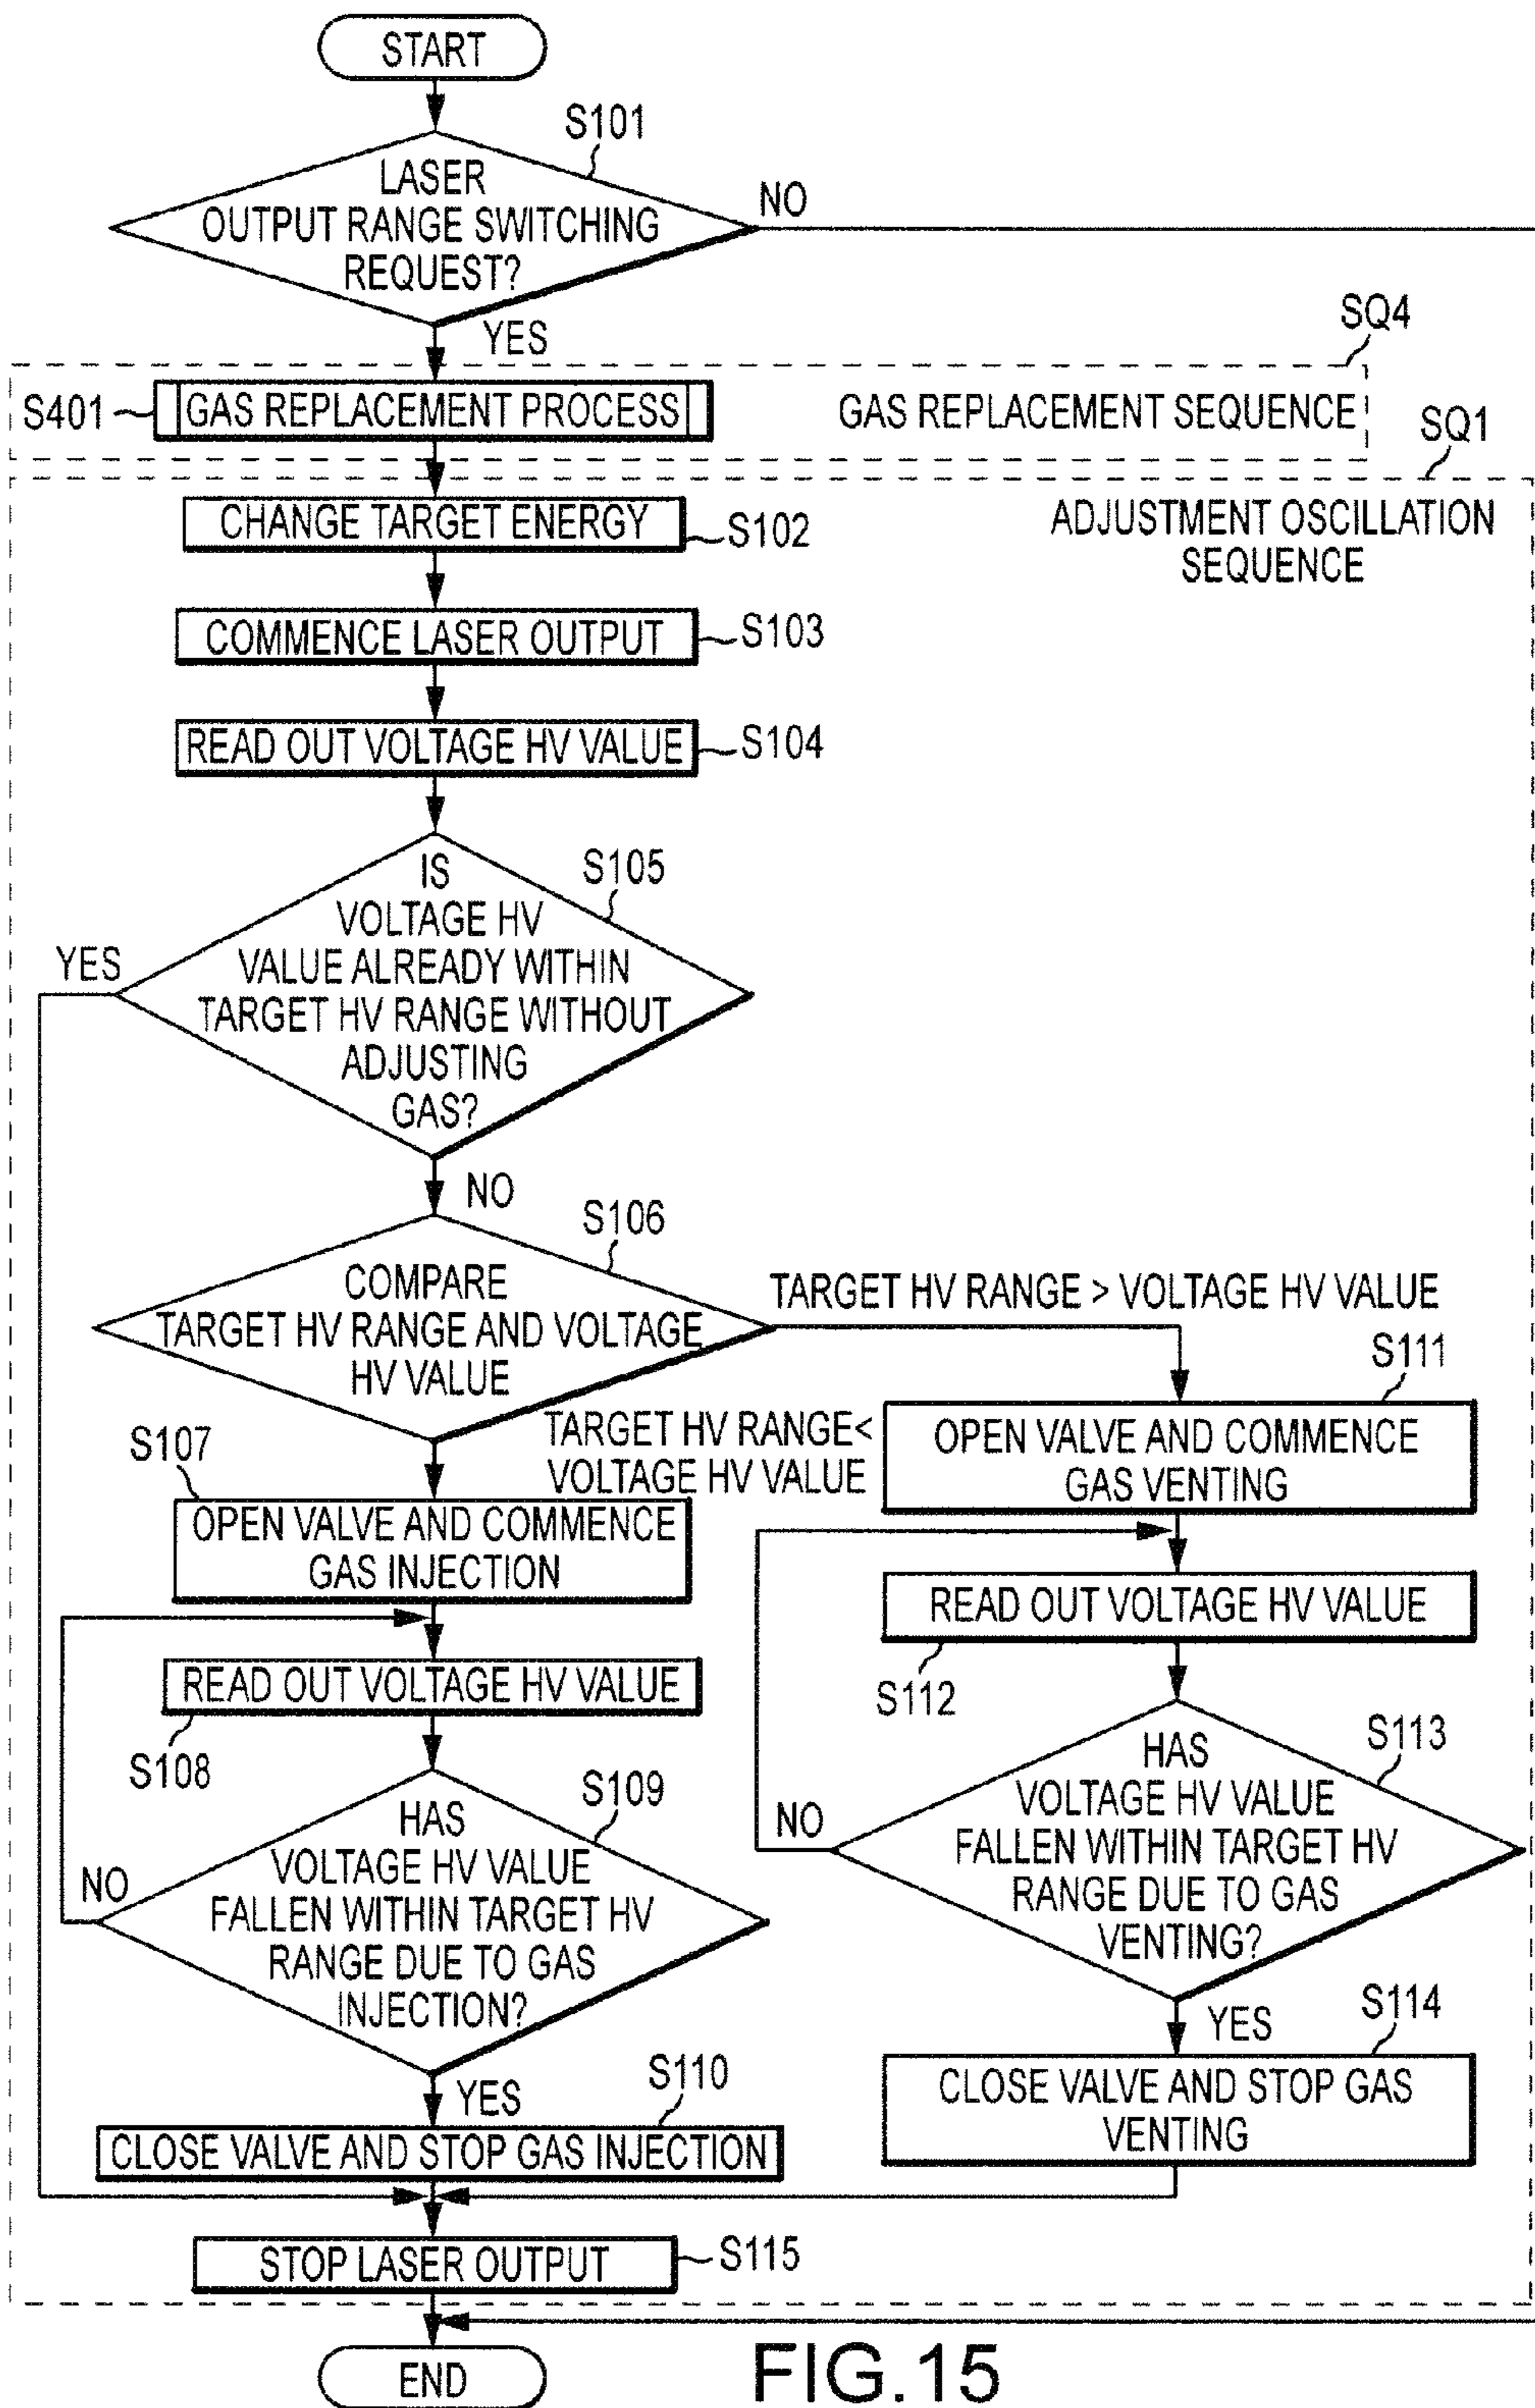 START
S101
LASER
OUTPUT RANGE SWITCHING
REQUEST?
NO
YES
SQ4
S401
GAS REPLACEMENT PROCESS
GAS REPLACEMENT SEQUENCE
SQ1
CHANGE TARGET ENERGY
S102
ADJUSTMENT OSCILLATION
SEQUENCE
COMMENCE LASER OUTPUT
S103
READ OUT VOLTAGE HV VALUE
S104
IS
VOLTAGE HV
VALUE ALREADY WITHIN
TARGET HV RANGE WITHOUT
ADJUSTING
GAS?
S105
YES
NO
S106
COMPARE
TARGET HV RANGE AND VOLTAGE
HV VALUE
TARGET HV RANGE > VOLTAGE HV VALUE
S111
TARGET HV RANGE<
VOLTAGE HV VALUE
OPEN VALVE AND COMMENCE
GAS VENTING
S107
OPEN VALVE AND COMMENCE
GAS INJECTION
READ OUT VOLTAGE HV VALUE
S112
READ OUT VOLTAGE HV VALUE
S108
S113
HAS
VOLTAGE HV VALUE
FALLEN WITHIN TARGET HV
RANGE DUE TO GAS
VENTING?
NO
S109
HAS
VOLTAGE HV VALUE
FALLEN WITHIN TARGET HV
RANGE DUE TO GAS
INJECTION?
NO
YES
S114
CLOSE VALVE AND STOP GAS
VENTING
YES
S110
CLOSE VALVE AND STOP GAS INJECTION
STOP LASER OUTPUT
S115
END
FIG.15